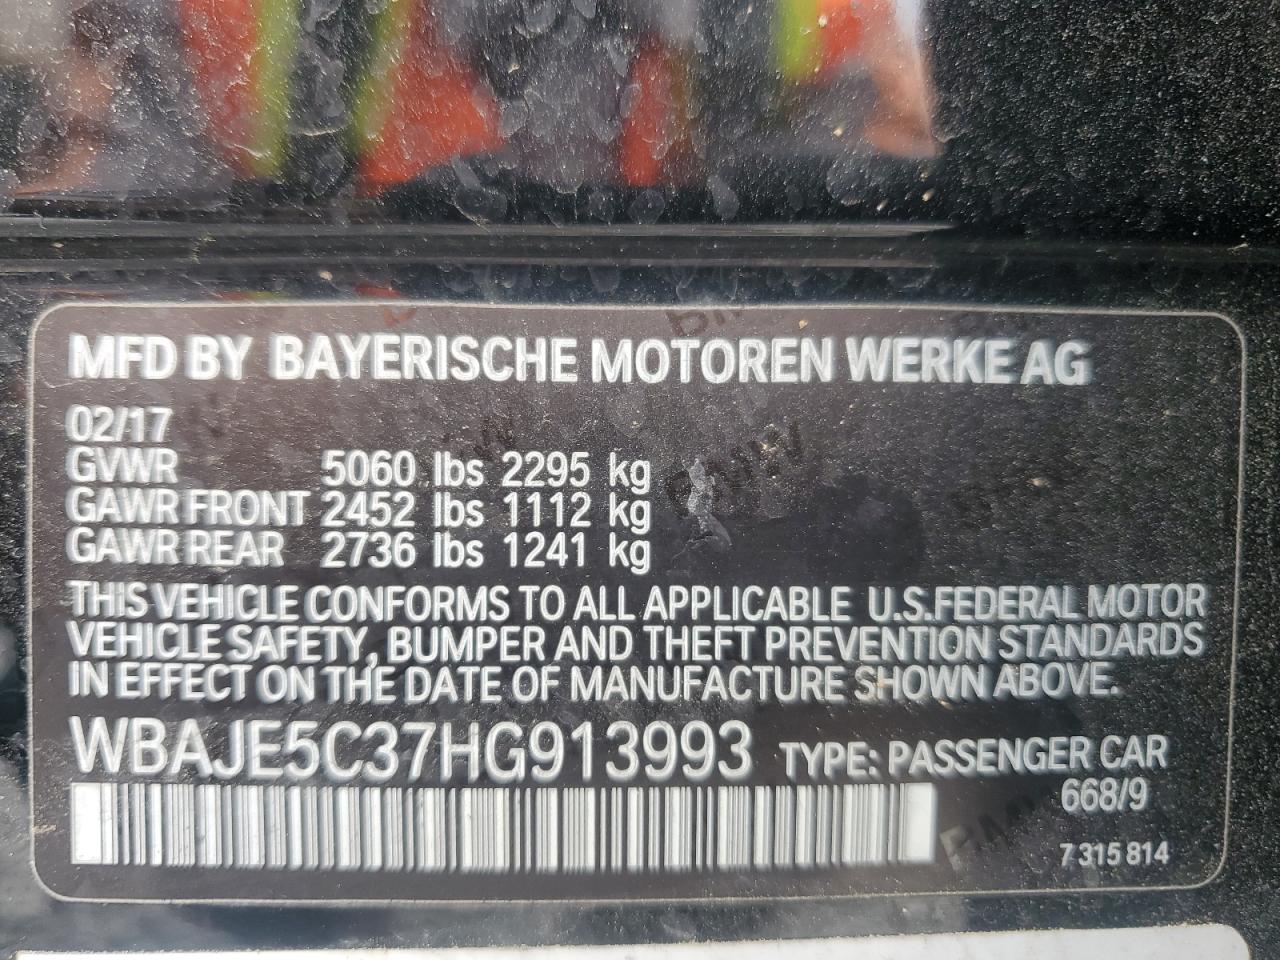 MFD BY BAYERISCHE MOTOREN WERKE AG
02/17
GVWR 5060 lbs 2295 kg
GAWR FRONT 2452 lbs 1112 kg
GAWR REAR 2736 lbs 1241 kg
THIS VEHICLE CONFORMS TO ALL APPLICABLE U.S.FEDERAL MOTOR
VEHICLE SAFETY, BUMPER AND THEFT PREVENTION STANDARDS
IN EFFECT ON THE DATE OF MANUFACTURE SHOWN ABOVE.
WBAJE5C37HG913993 TYPE: PASSENGER CAR
668/9
7 315 814
BMW
BMW
BMW